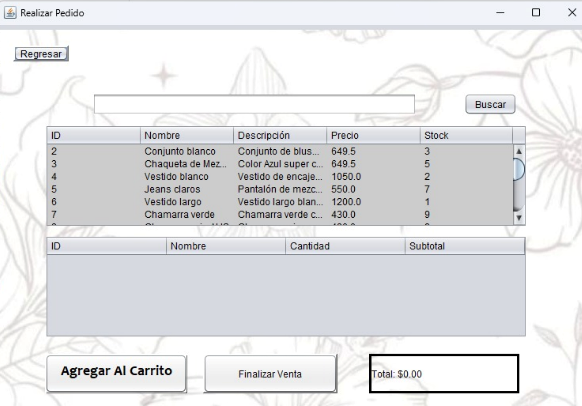 Realizar Pedido
Regresar
Buscar
ID Nombre Descripción Precio Stock
2 Conjunto blanco Conjunto de blus... 649.5 3
3 Chaqueta de Mez... Color Azul super c... 649.5 5
4 Vestido blanco Vestido de encaje... 1050.0 2
5 Jeans claros Pantalón de mezc... 550.0 7
6 Vestido largo Vestido largo blan... 1200.0 1
7 Chamarra verde Chamarra verde c... 430.0 9
ID Nombre Cantidad Subtotal
Agregar Al Carrito
Finalizar Venta
Total: $0.00